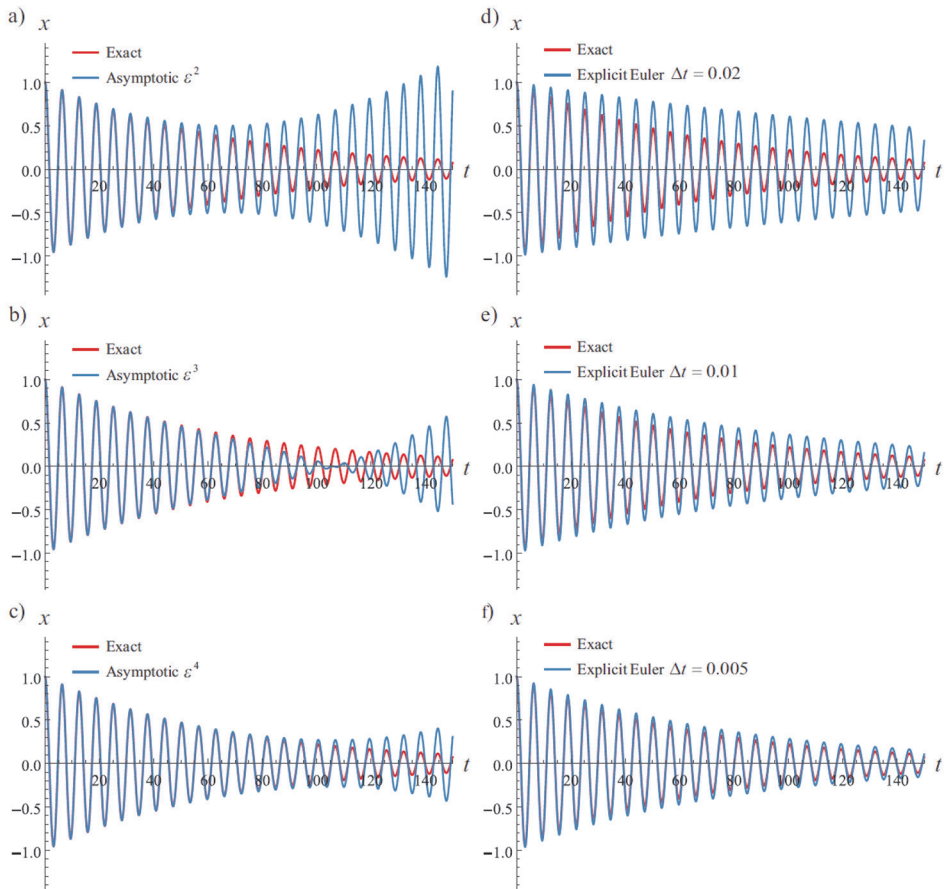 a) x
Exact
Asymptotic ε²
1.0
0.5
0.0
20 40 60 80 100 120 140 t
−0.5
−1.0
b) x
Exact
Asymptotic ε³
1.0
0.5
0.0
20 40 60 80 100 120 140 t
−0.5
−1.0
c) x
Exact
Asymptotic ε⁴
1.0
0.5
0.0
20 40 60 80 100 120 140 t
−0.5
−1.0
d) x
Exact
Explicit Euler Δt = 0.02
1.0
0.5
0.0
20 40 60 80 100 120 140 t
−0.5
−1.0
e) x
Exact
Explicit Euler Δt = 0.01
1.0
0.5
0.0
20 40 60 80 100 120 140 t
−0.5
−1.0
f) x
Exact
Explicit Euler Δt = 0.005
1.0
0.5
0.0
20 40 60 80 100 120 140 t
−0.5
−1.0